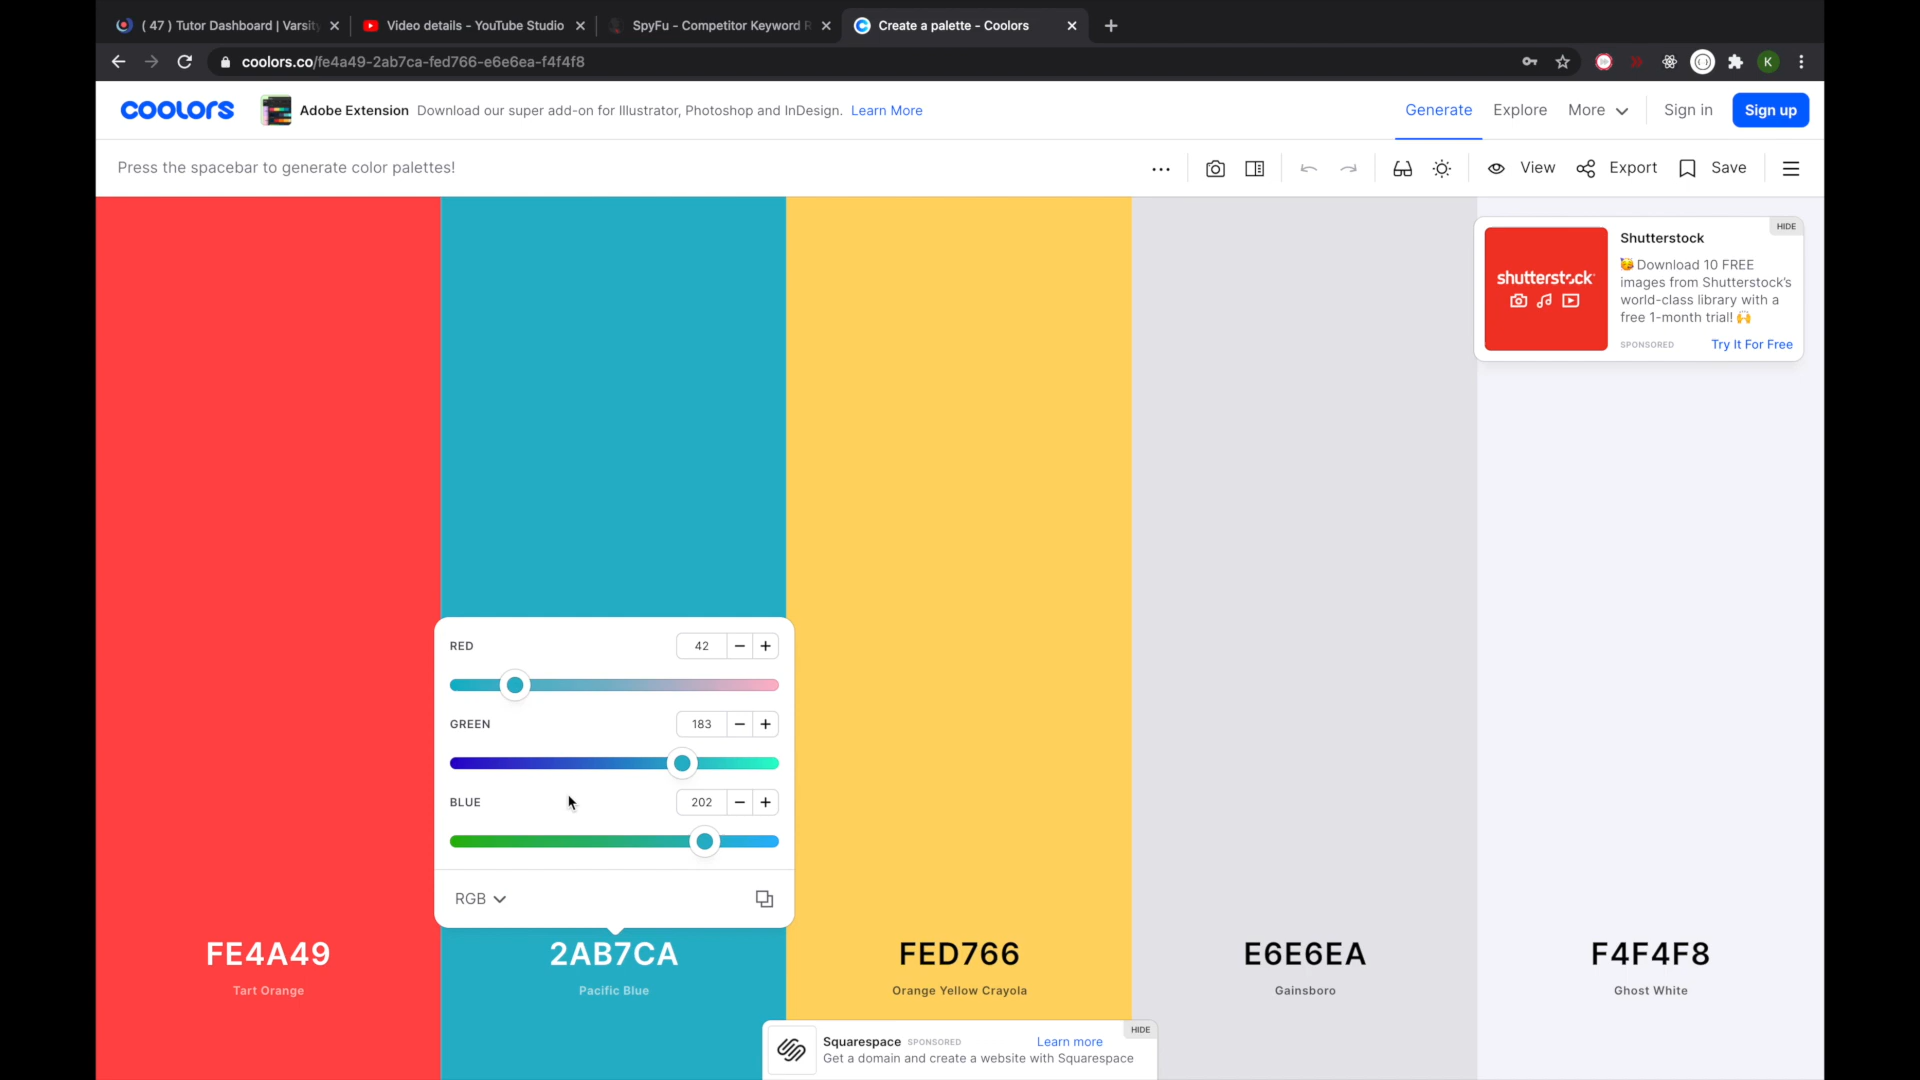 ( 47 ) Tutor Dashboard | Varsity
Video details - YouTube Studio
SpyFu - Competitor Keyword R
Create a palette - Coolors
coolors.co/fe4a49-2ab7ca-fed766-e6e6ea-f4f4f8
K
coolors
Adobe Extension Download our super add-on for Illustrator, Photoshop and InDesign. Learn More
Generate
Explore
More
Sign in
Sign up
Press the spacebar to generate color palettes!
View
Export
Save
HIDE
shutterstock
Shutterstock
Download 10 FREE
images from Shutterstock's
world-class library with a
free 1-month trial!
SPONSORED
Try It For Free
RED
42
GREEN
183
BLUE
202
RGB
FE4A49
Tart Orange
2AB7CA
Pacific Blue
FED766
Orange Yellow Crayola
E6E6EA
Gainsboro
F4F4F8
Ghost White
HIDE
Squarespace SPONSORED Learn more
Get a domain and create a website with Squarespace